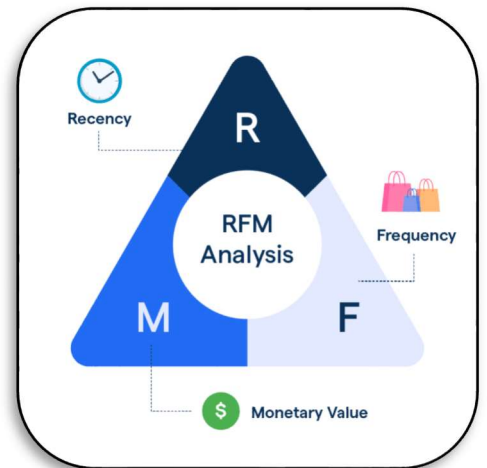 Recency
R
RFM
Analysis
Frequency
M
F
$
Monetary Value